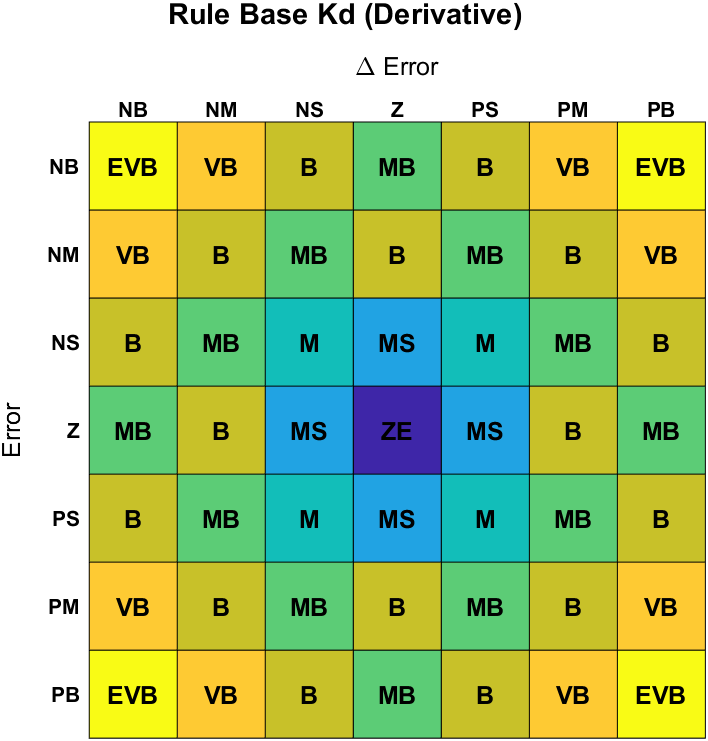 Rule Base Kd (Derivative)
Δ Error
NB NM NS Z PS PM PB
NB EVB VB B MB B VB EVB
NM VB B MB B MB B VB
NS B MB M MS M MB B
Error
Z MB B MS ZE MS B MB
PS B MB M MS M MB B
PM VB B MB B MB B VB
PB EVB VB B MB B VB EVB